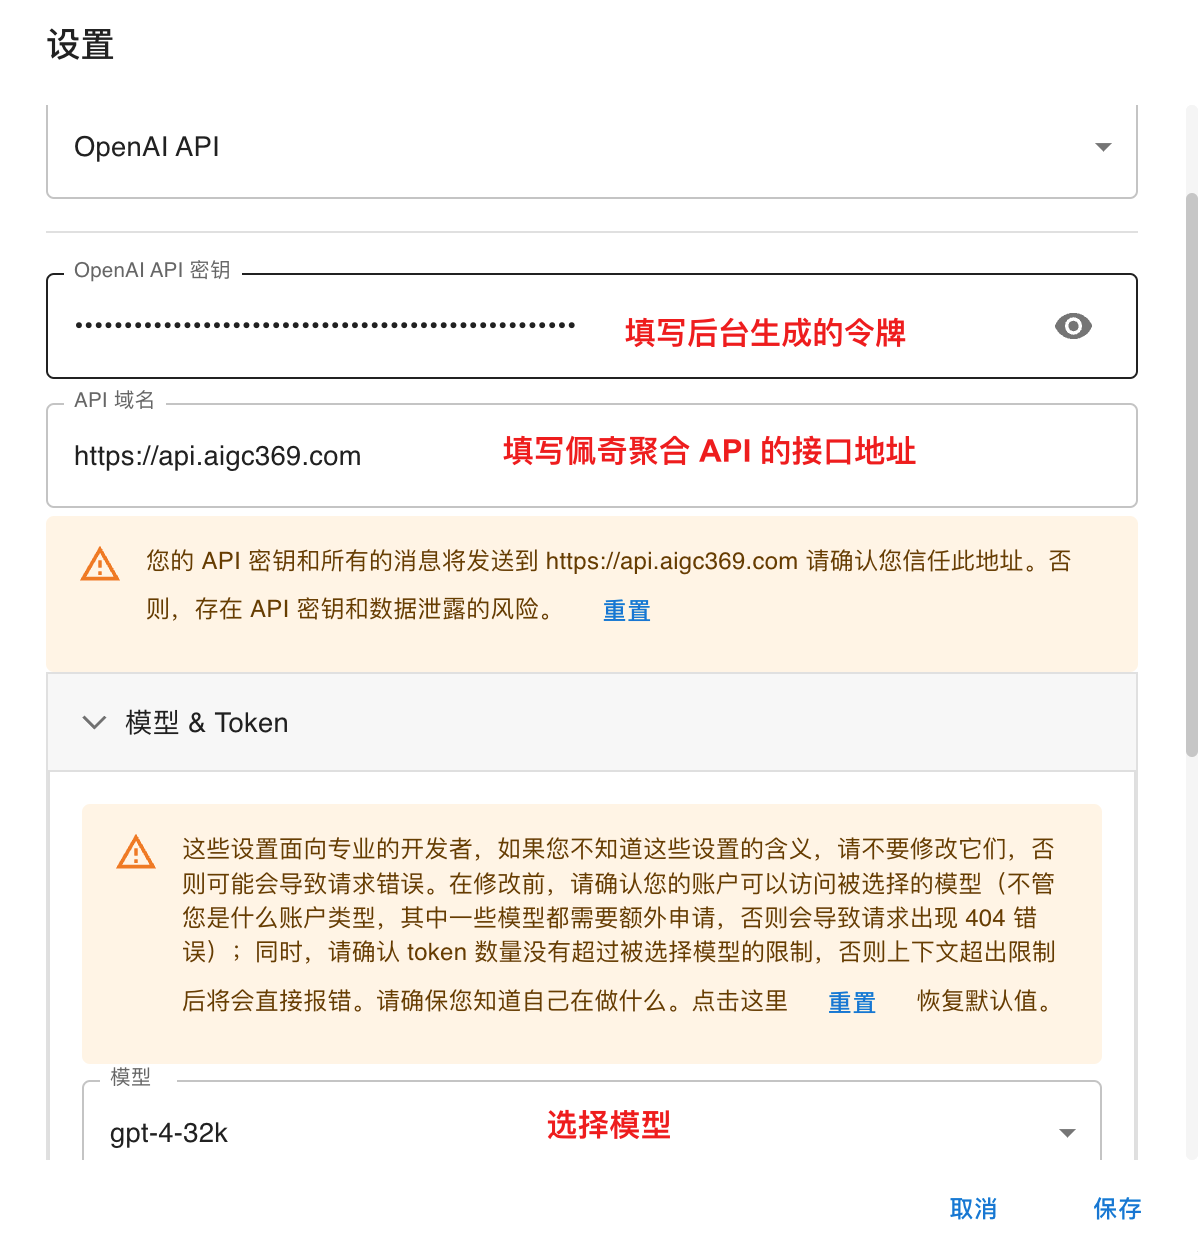 设置
OpenAI API
OpenAI API 密钥
••••••••••••••••••••••••••••••••••••••••••••••••••• 填写后台生成的令牌
API 域名
https://api.aigc369.com 填写佩奇聚合 API 的接口地址
您的 API 密钥和所有的消息将发送到 https://api.aigc369.com 请确认您信任此地址。否
则，存在 API 密钥和数据泄露的风险。 重置
模型 & Token
这些设置面向专业的开发者，如果您不知道这些设置的含义，请不要修改它们，否
则可能会导致请求错误。在修改前，请确认您的账户可以访问被选择的模型（不管
您是什么账户类型，其中一些模型都需要额外申请，否则会导致请求出现 404 错
误）；同时，请确认 token 数量没有超过被选择模型的限制，否则上下文超出限制
后将会直接报错。请确保您知道自己在做什么。点击这里 重置 恢复默认值。
模型
gpt-4-32k 选择模型
取消 保存